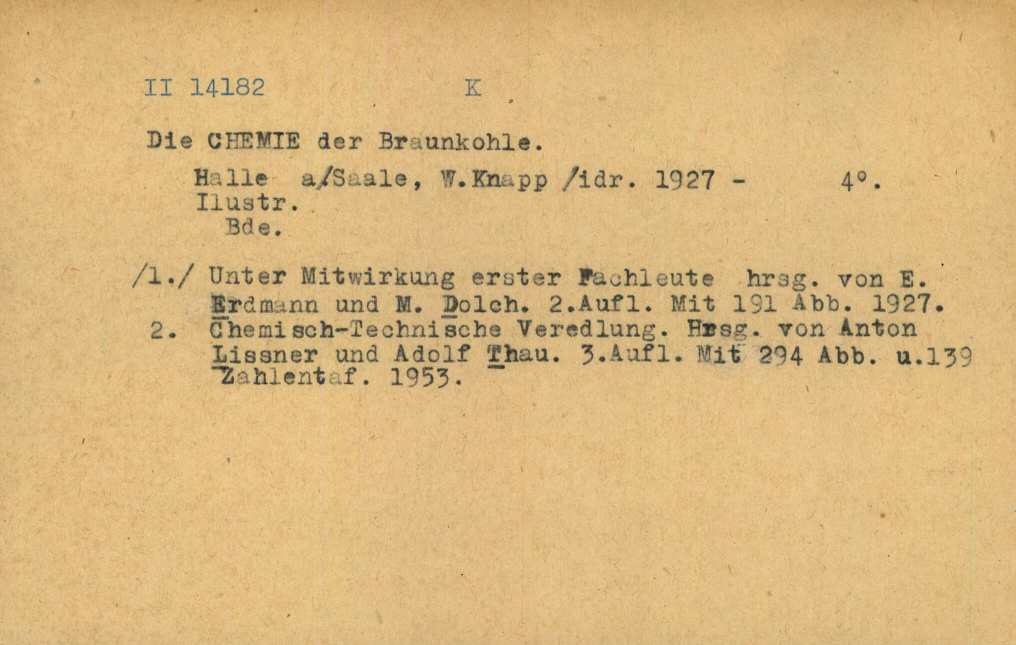 II 14182 K
Die CHEMIE der Braunkohle.
Halle a/Saale, W.Knapp /idr. 1927 - 4°.
Ilustr.
Bde.
/1./ Unter Mitwirkung erster Fachleute hrsg. von E.
Erdmann und M. Dolch. 2.Aufl. Mit 191 Abb. 1927.
2. Chemisch-Technische Veredlung. Hrsg. von Anton
Lissner und Adolf Thau. 3.Aufl. Mit 294 Abb. u.139
Zahlentaf. 1953.